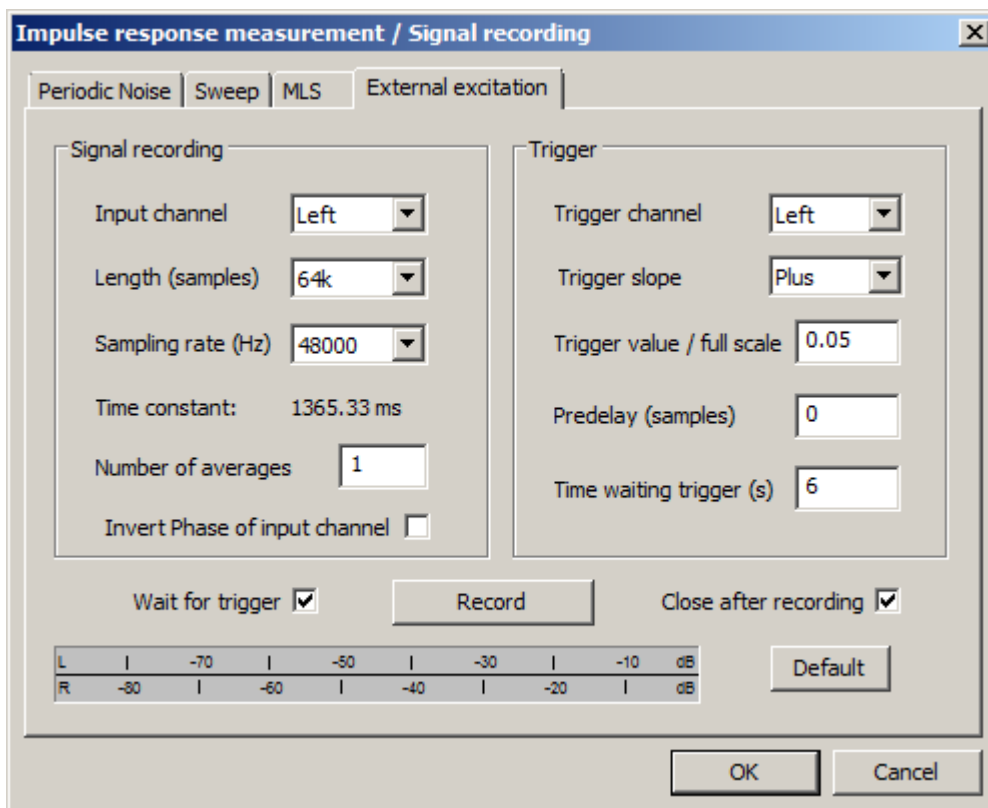 Impulse response measurement / Signal recording
Periodic Noise Sweep MLS External excitation
Signal recording
Input channel Left
Length (samples) 64k
Sampling rate (Hz) 48000
Time constant: 1365.33 ms
Number of averages 1
Invert Phase of input channel
Trigger
Trigger channel Left
Trigger slope Plus
Trigger value / full scale 0.05
Predelay (samples) 0
Time waiting trigger (s) 6
Wait for trigger Record Close after recording
L -70 -50 -30 -10 dB
R -80 -60 -40 -20 dB
Default
OK Cancel